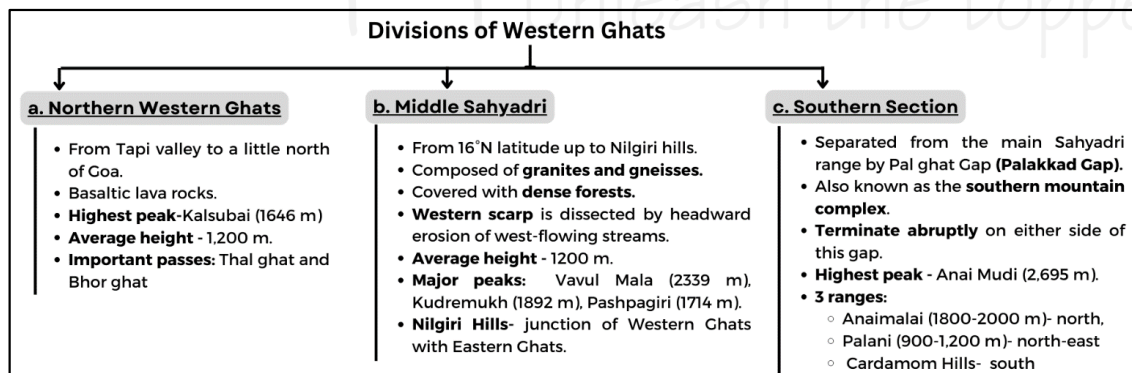 Unleash the toppe
Divisions of Western Ghats
a. Northern Western Ghats
• From Tapi valley to a little north
of Goa.
• Basaltic lava rocks.
• Highest peak-Kalsubai (1646 m)
• Average height - 1,200 m.
• Important passes: Thal ghat and
Bhor ghat
b. Middle Sahyadri
• From 16°N latitude up to Nilgiri hills.
• Composed of granites and gneisses.
• Covered with dense forests.
• Western scarp is dissected by headward
erosion of west-flowing streams.
• Average height - 1200 m.
• Major peaks: Vavul Mala (2339 m),
Kudremukh (1892 m), Pashpagiri (1714 m).
• Nilgiri Hills- junction of Western Ghats
with Eastern Ghats.
c. Southern Section
• Separated from the main Sahyadri
range by Pal ghat Gap (Palakkad Gap).
• Also known as the southern mountain
complex.
• Terminate abruptly on either side of
this gap.
• Highest peak - Anai Mudi (2,695 m).
• 3 ranges:
○ Anaimalai (1800-2000 m)- north,
○ Palani (900-1,200 m)- north-east
○ Cardamom Hills- south